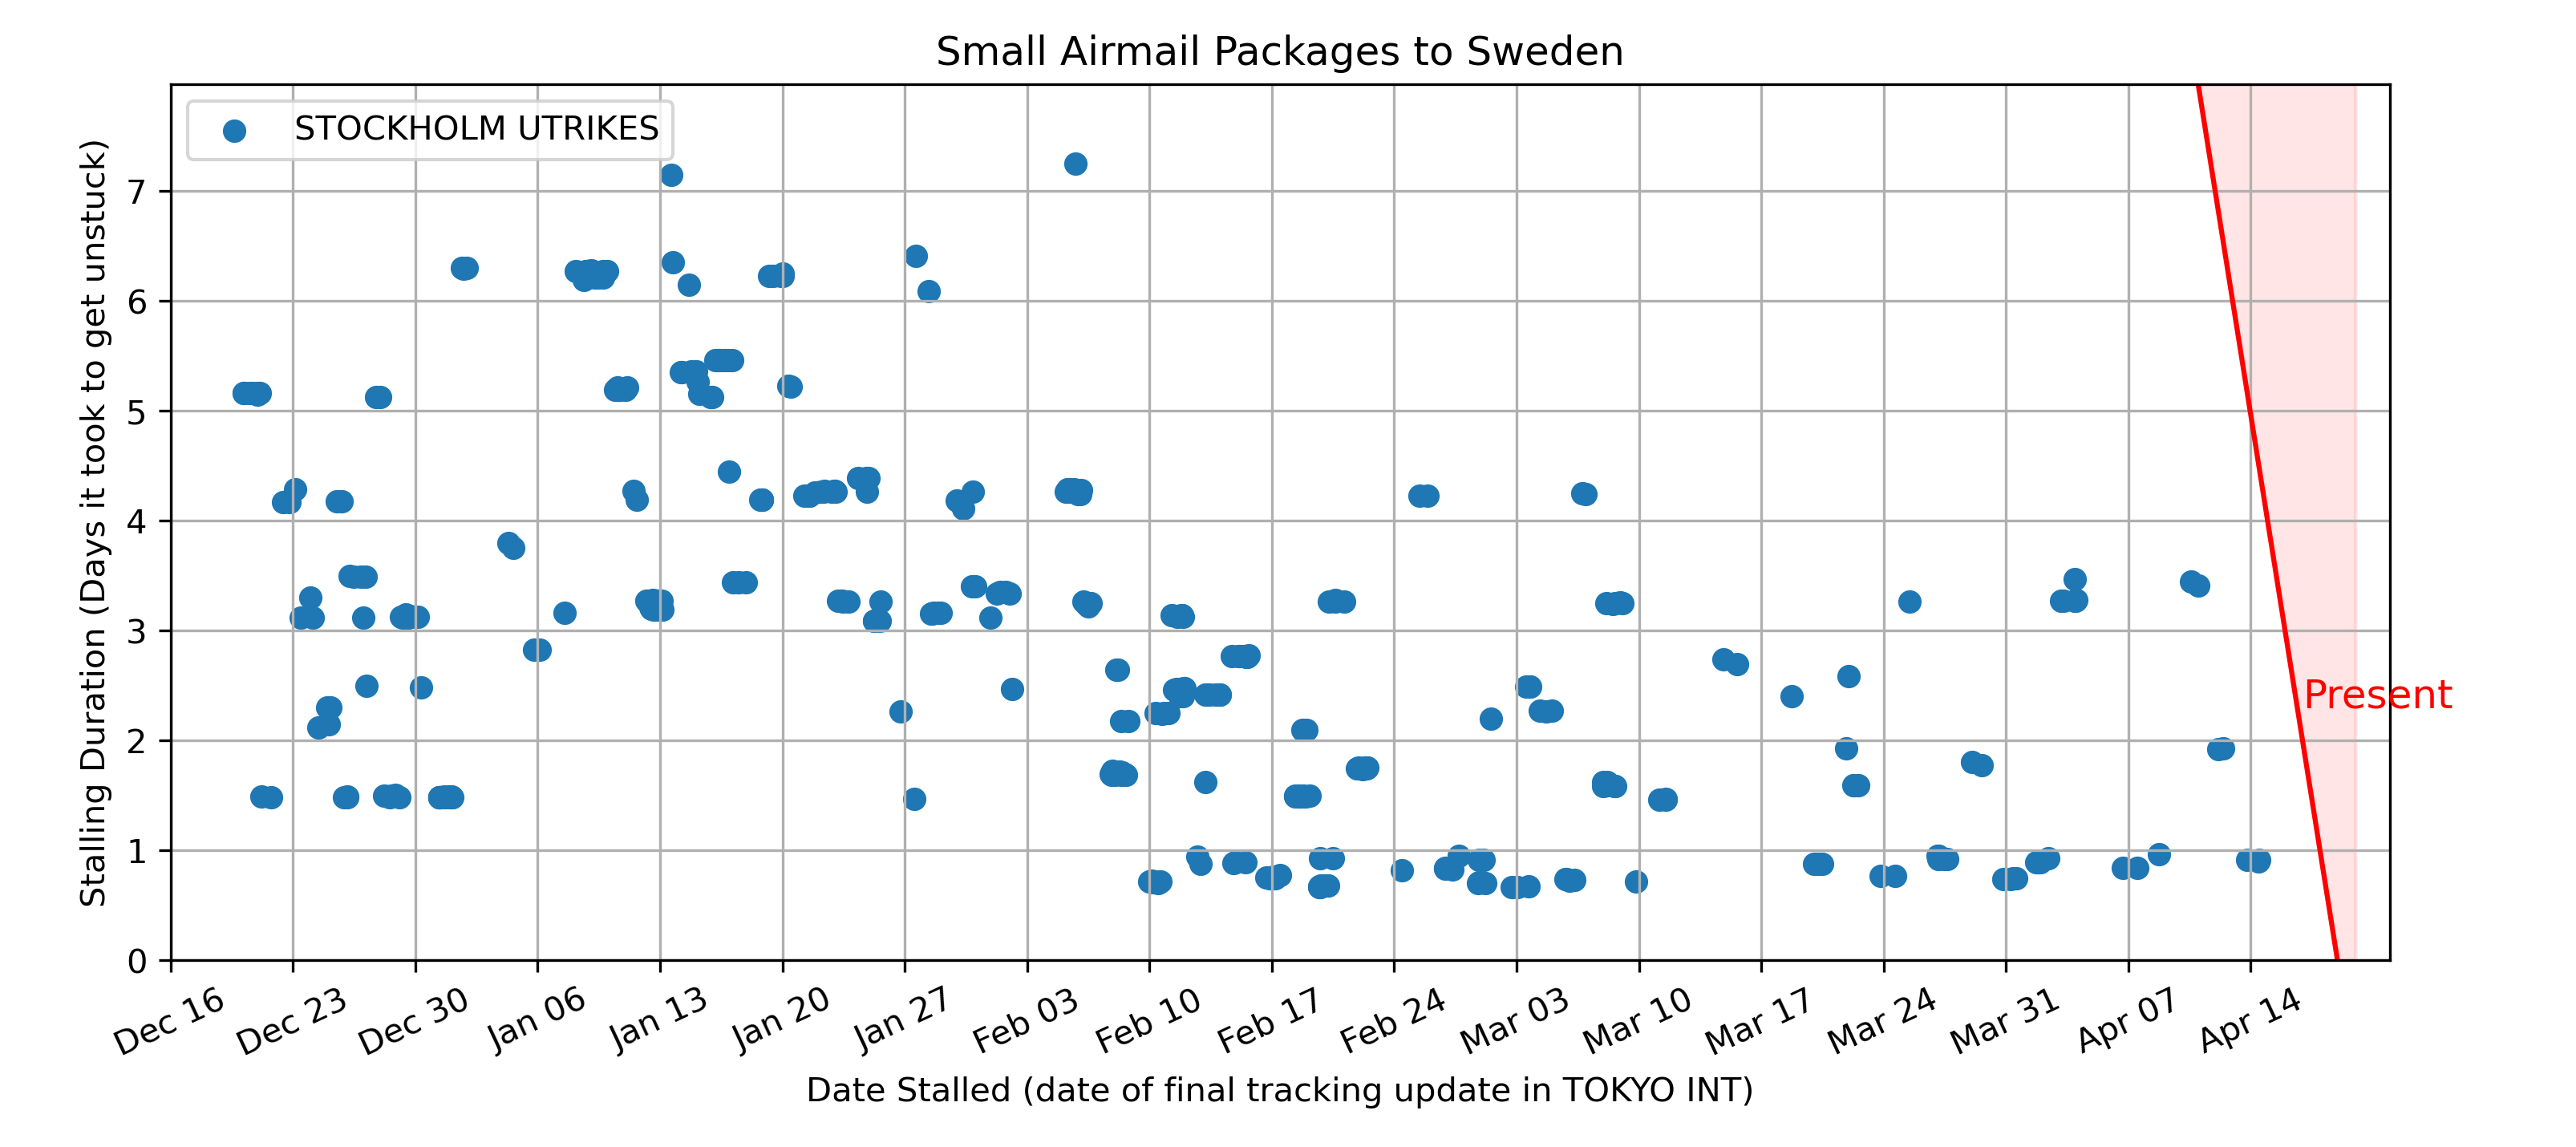 Small Airmail Packages to Sweden
STOCKHOLM UTRIKES
Stalling Duration (Days it took to get unstuck)
7
6
5
4
3
2
1
0
Present
Dec 16
Dec 23
Dec 30
Jan 06
Jan 13
Jan 20
Jan 27
Feb 03
Feb 10
Feb 17
Feb 24
Mar 03
Mar 10
Mar 17
Mar 24
Mar 31
Apr 07
Apr 14
Date Stalled (date of final tracking update in TOKYO INT)